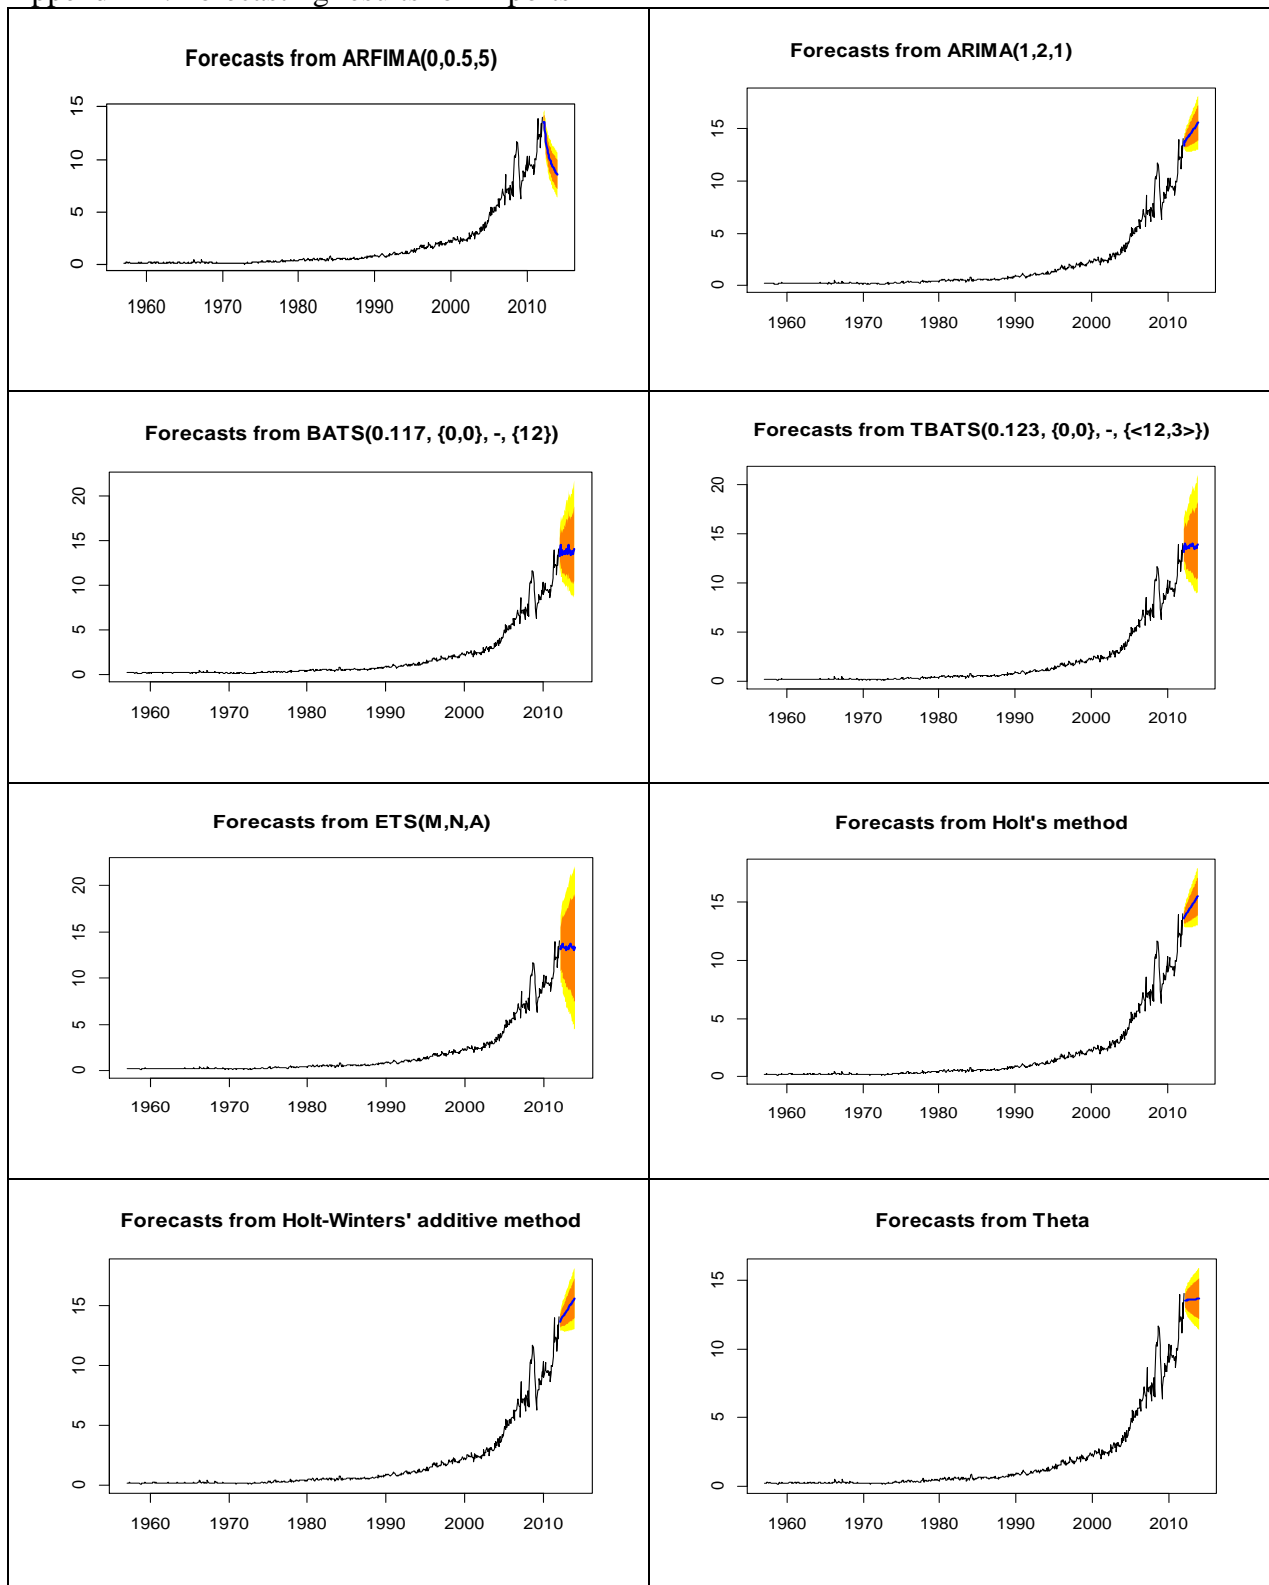 Forecasts from ARFIMA(0,0.5,5)
15
10
5
0
1960 1970 1980 1990 2000 2010
Forecasts from ARIMA(1,2,1)
15
10
5
0
1960 1970 1980 1990 2000 2010
Forecasts from BATS(0.117, {0,0}, -, {12})
20
15
10
5
0
1960 1970 1980 1990 2000 2010
Forecasts from TBATS(0.123, {0,0}, -, {<12,3>})
20
15
10
5
0
1960 1970 1980 1990 2000 2010
Forecasts from ETS(M,N,A)
20
15
10
5
0
1960 1970 1980 1990 2000 2010
Forecasts from Holt's method
15
10
5
0
1960 1970 1980 1990 2000 2010
Forecasts from Holt-Winters' additive method
15
10
5
0
1960 1970 1980 1990 2000 2010
Forecasts from Theta
15
10
5
0
1960 1970 1980 1990 2000 2010